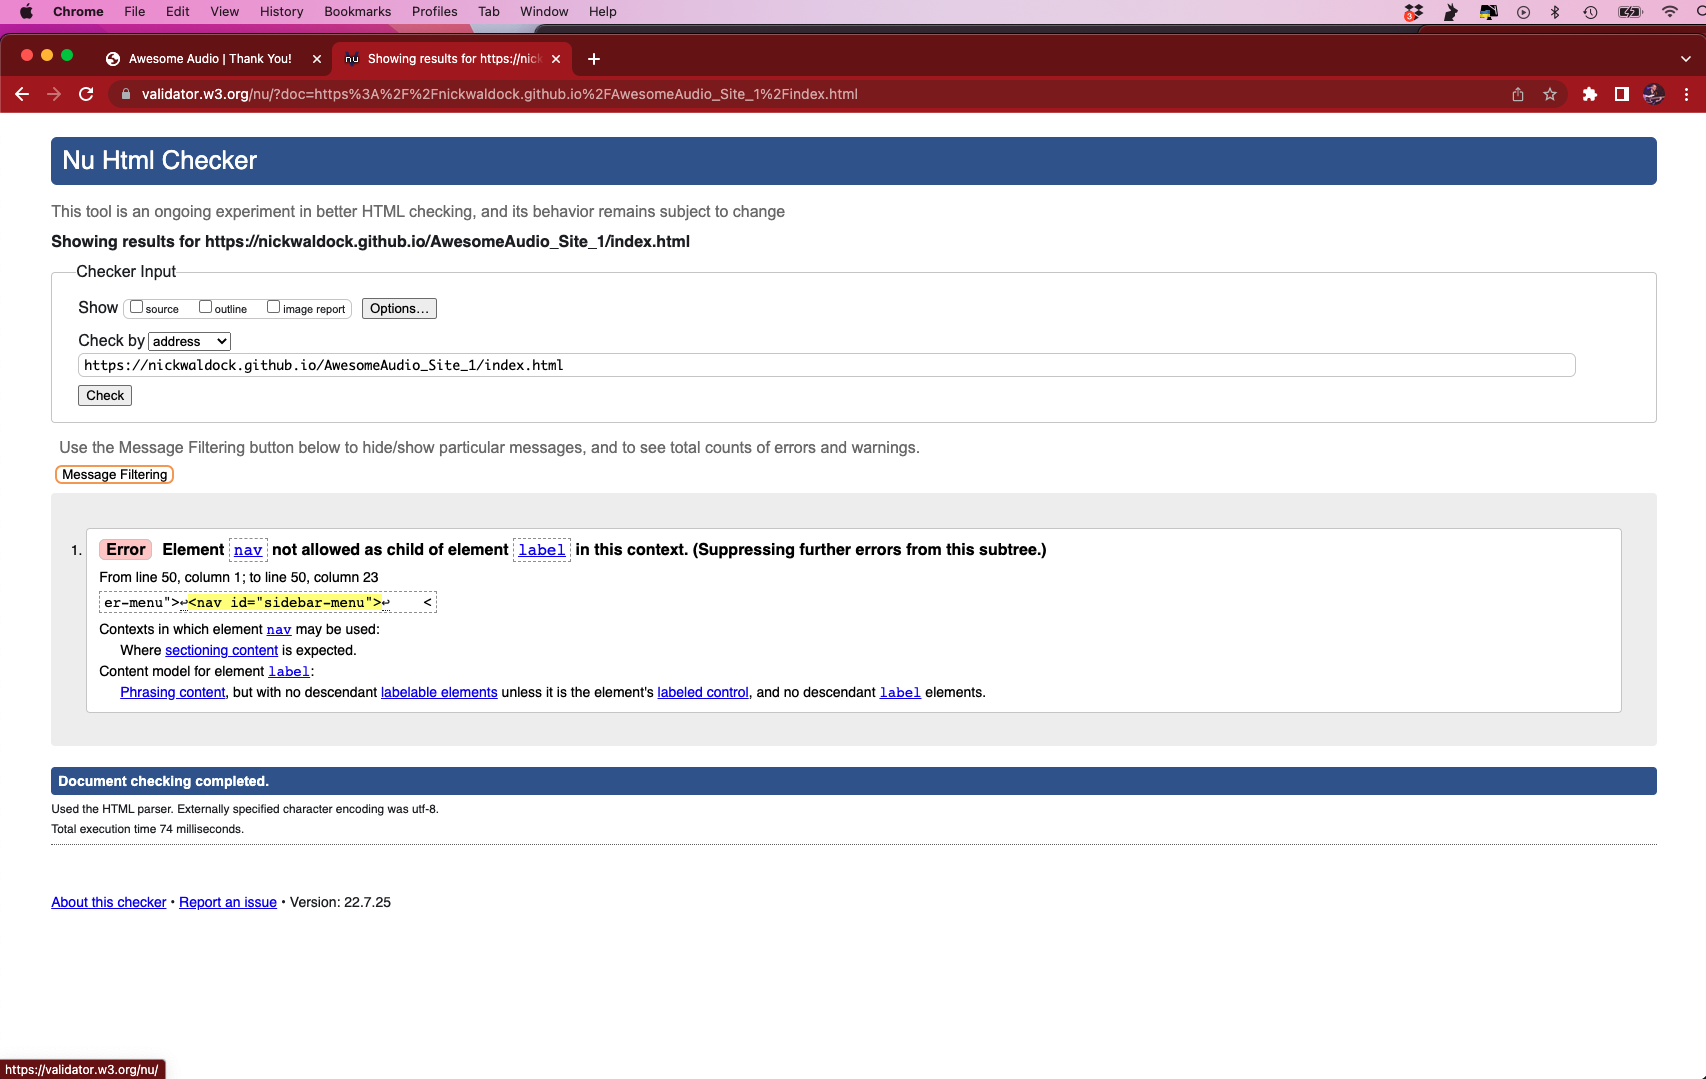 Chrome File Edit View History Bookmarks Profiles Tab Window Help
3
Awesome Audio | Thank You!
nu Showing results for https://nick
validator.w3.org/nu/?doc=https%3A%2F%2Fnickwaldock.github.io%2FAwesomeAudio_Site_1%2Findex.html
Nu Html Checker
This tool is an ongoing experiment in better HTML checking, and its behavior remains subject to change
Showing results for https://nickwaldock.github.io/AwesomeAudio_Site_1/index.html
Checker Input
Show source outline image report Options…
Check by address
https://nickwaldock.github.io/AwesomeAudio_Site_1/index.html
Check
Use the Message Filtering button below to hide/show particular messages, and to see total counts of errors and warnings.
Message Filtering
1. Error Element nav not allowed as child of element label in this context. (Suppressing further errors from this subtree.)
From line 50, column 1; to line 50, column 23
er-menu">↩<nav id="sidebar-menu">↩    <
Contexts in which element nav may be used:
Where sectioning content is expected.
Content model for element label:
Phrasing content, but with no descendant labelable elements unless it is the element's labeled control, and no descendant label elements.
Document checking completed.
Used the HTML parser. Externally specified character encoding was utf-8.
Total execution time 74 milliseconds.
About this checker • Report an issue • Version: 22.7.25
https://validator.w3.org/nu/